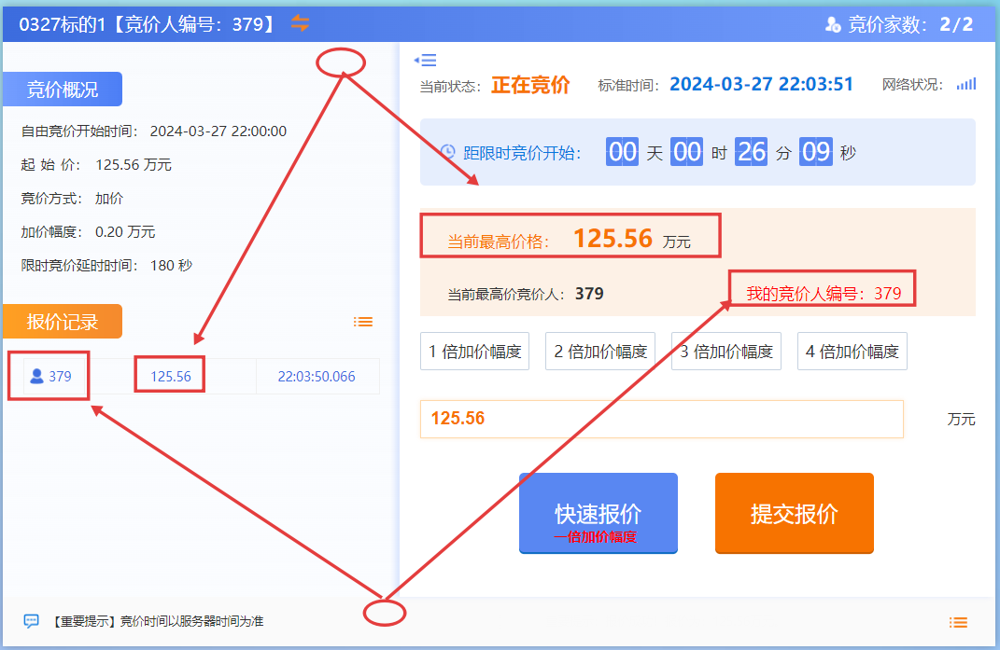 0327标的1【竞价人编号：379】
竞价家数：2/2
竞价概况
自由竞价开始时间： 2024-03-27 22:00:00
起 始 价： 125.56 万元
竞价方式： 加价
加价幅度： 0.20 万元
限时竞价延时时间： 180 秒
报价记录
379 125.56 22:03:50.066
当前状态： 正在竞价 标准时间： 2024-03-27 22:03:51 网络状况：
距限时竞价开始： 00 天 00 时 26 分 09 秒
当前最高价格： 125.56 万元
当前最高价竞价人： 379 我的竞价人编号：379
1 倍加价幅度 2 倍加价幅度 3 倍加价幅度 4 倍加价幅度
125.56 万元
快速报价
一倍加价幅度
提交报价
【重要提示】竞价时间以服务器时间为准